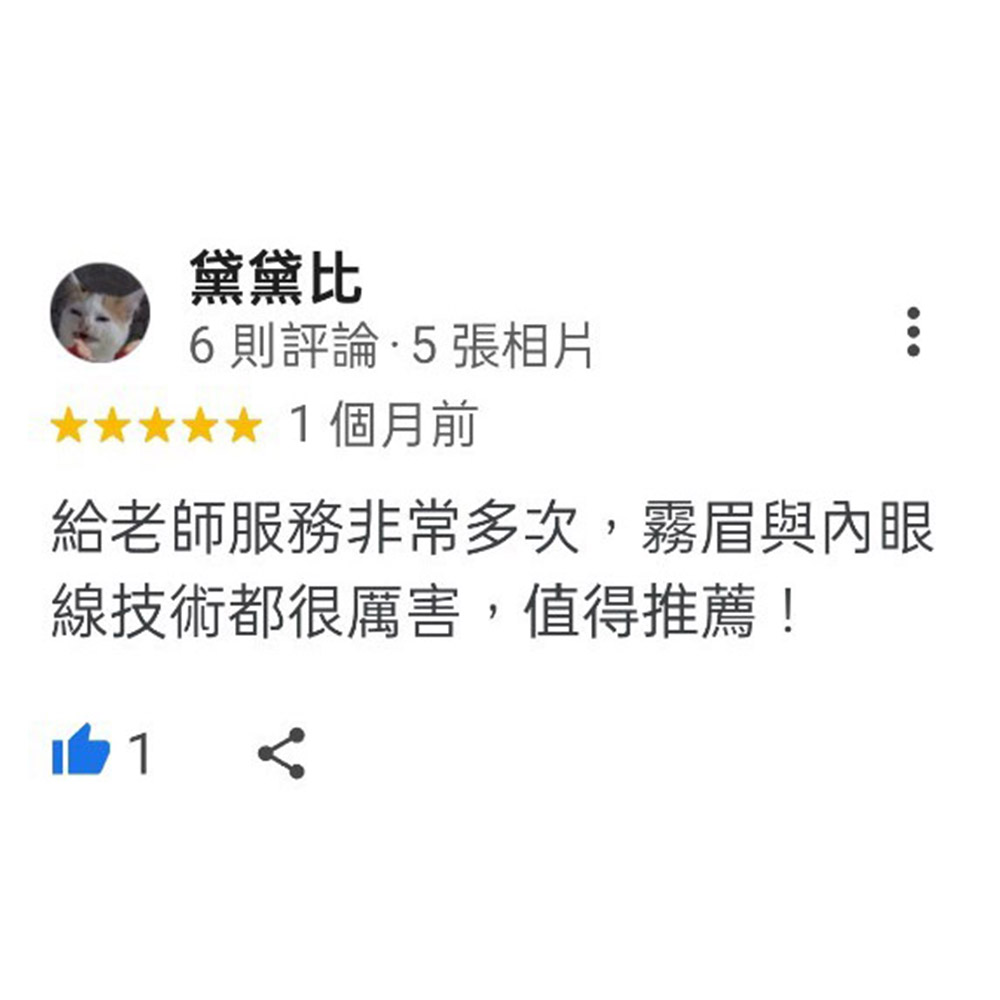 黛黛比
6 則評論·5 張相片
★★★★★ 1 個月前
給老師服務非常多次，霧眉與內眼
線技術都很厲害，值得推薦！
1